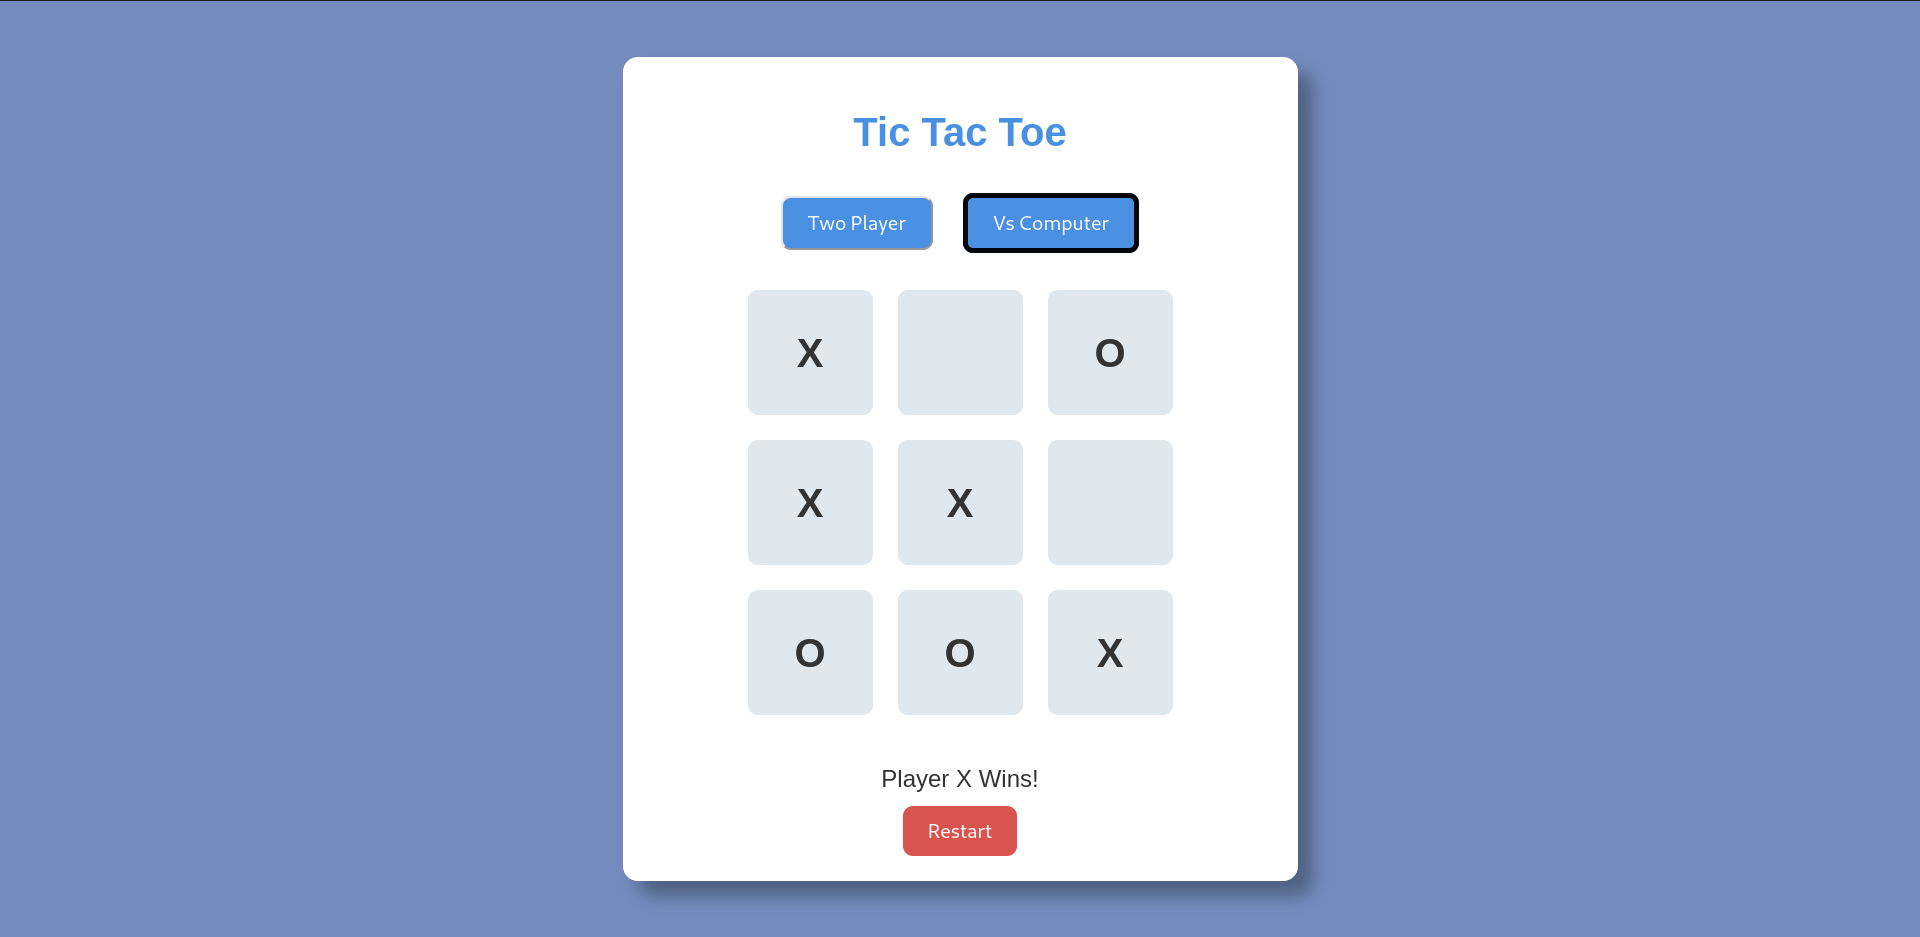 Tic Tac Toe
Two Player Vs Computer
X O
X X
O O X
Player X Wins!
Restart